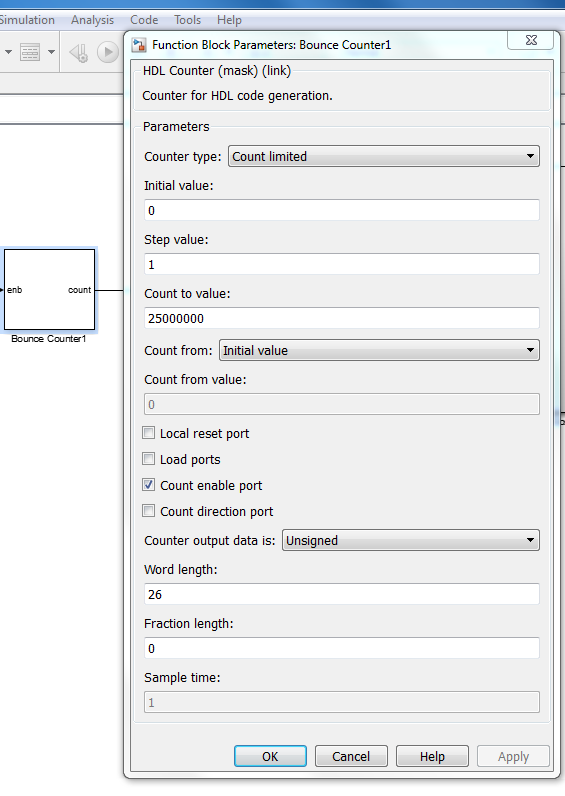 Simulation Analysis Code Tools Help
Function Block Parameters: Bounce Counter1
HDL Counter (mask) (link)
Counter for HDL code generation.
Parameters
Counter type: Count limited
Initial value:
0
Step value:
1
Count to value:
25000000
Count from: Initial value
Count from value:
0
Local reset port
Load ports
Count enable port
Count direction port
Counter output data is: Unsigned
Word length:
26
Fraction length:
0
Sample time:
1
OK Cancel Help Apply
enb count
Bounce Counter1